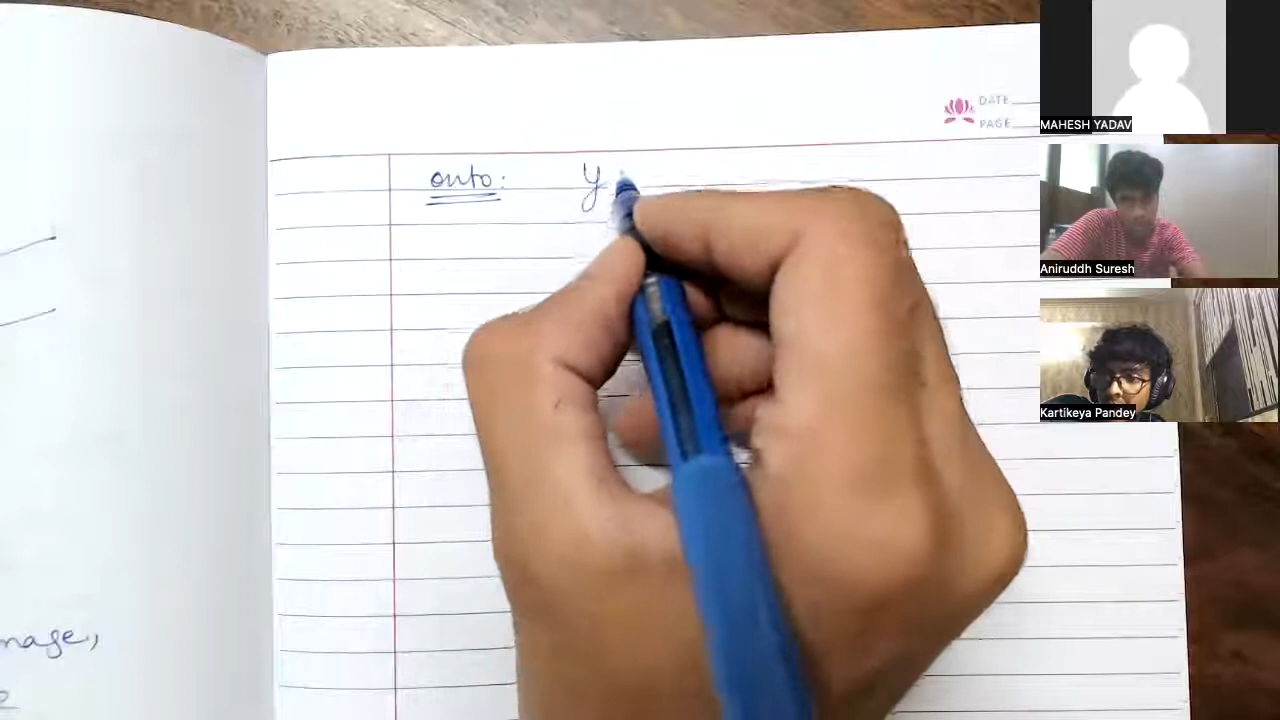 DATE
PAGE
onto: y
nage,
MAHESH YADAV
Aniruddh Suresh
Kartikeya Pandey